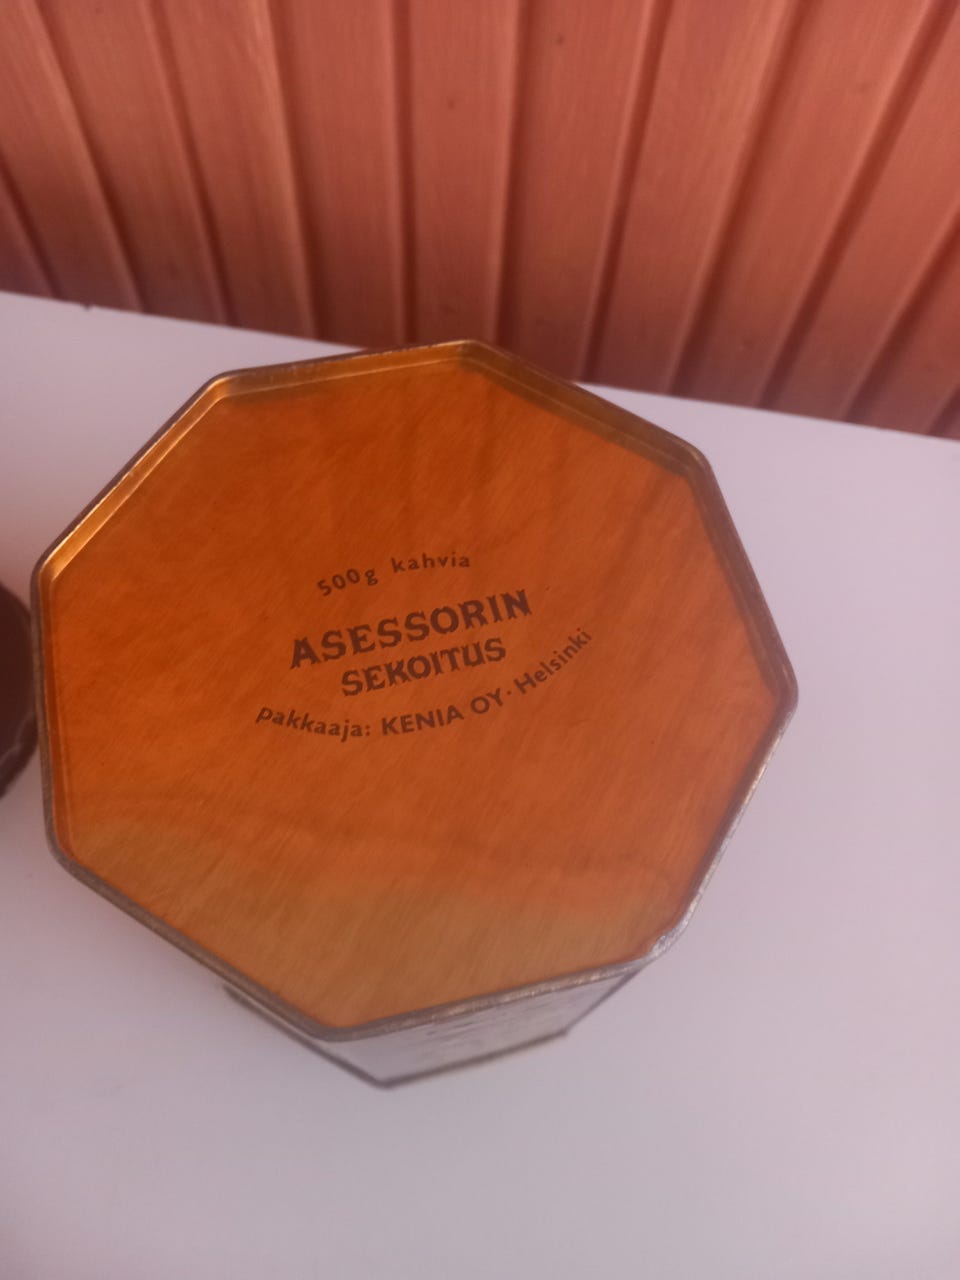 500g kahvia
ASESSORIN
SEKOITUS
pakkaaja: KENIA OY · Helsinki